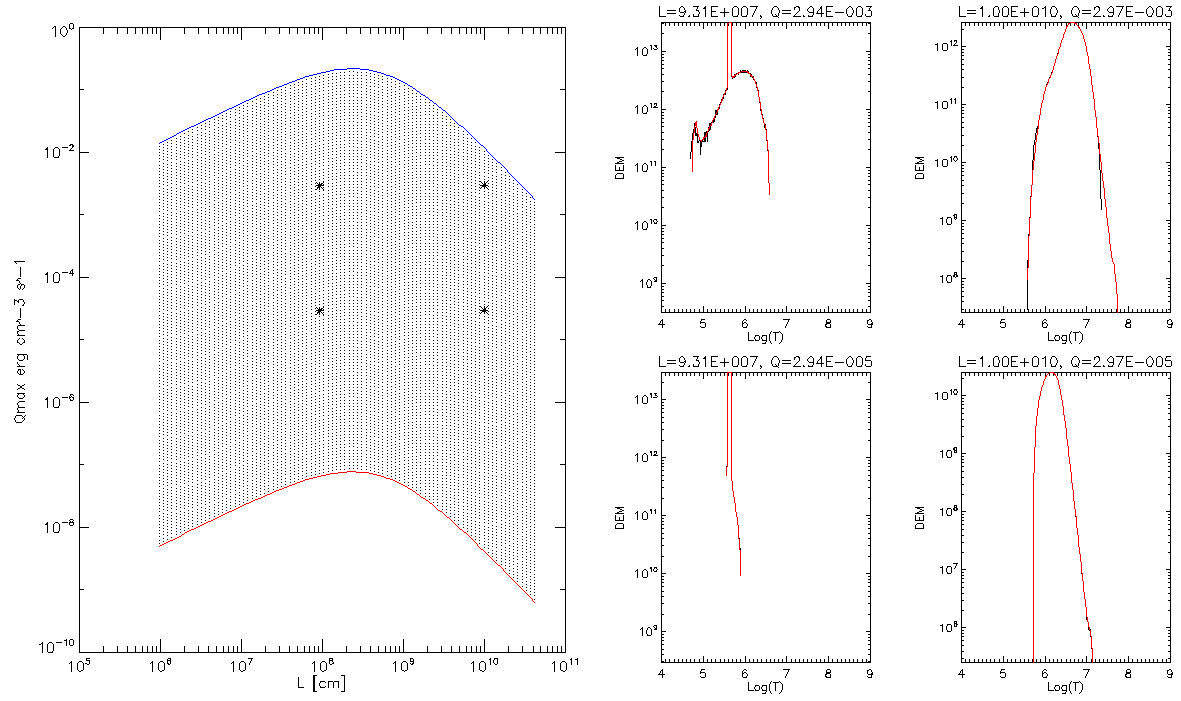 10^0
10^-2
10^-4
10^-6
10^-8
10^-10
Qmax erg cm^-3 s^-1
10^5 10^6 10^7 10^8 10^9 10^10 10^11
L [cm]
L=9.31E+007, Q=2.94E-003
10^13
10^12
10^11
10^10
10^9
DEM
4 5 6 7 8 9
Log(T)
L=1.00E+010, Q=2.97E-003
10^12
10^11
10^10
10^9
10^8
DEM
4 5 6 7 8 9
Log(T)
L=9.31E+007, Q=2.94E-005
10^13
10^12
10^11
10^10
10^9
DEM
4 5 6 7 8 9
Log(T)
L=1.00E+010, Q=2.97E-005
10^10
10^9
10^8
10^7
10^6
DEM
4 5 6 7 8 9
Log(T)